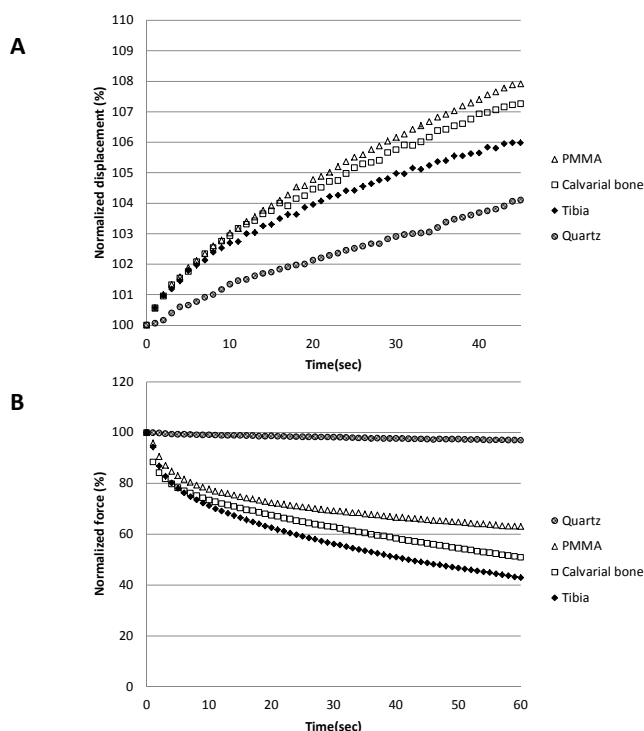 A
Normalized displacement (%)
110
109
108
107
106
105
104
103
102
101
100
0 10 20 30 40
Time(sec)
PMMA
Calvarial bone
Tibia
Quartz
B
Normalized force (%)
120
100
80
60
40
20
0
0 10 20 30 40 50 60
Time(sec)
Quartz
PMMA
Calvarial bone
Tibia